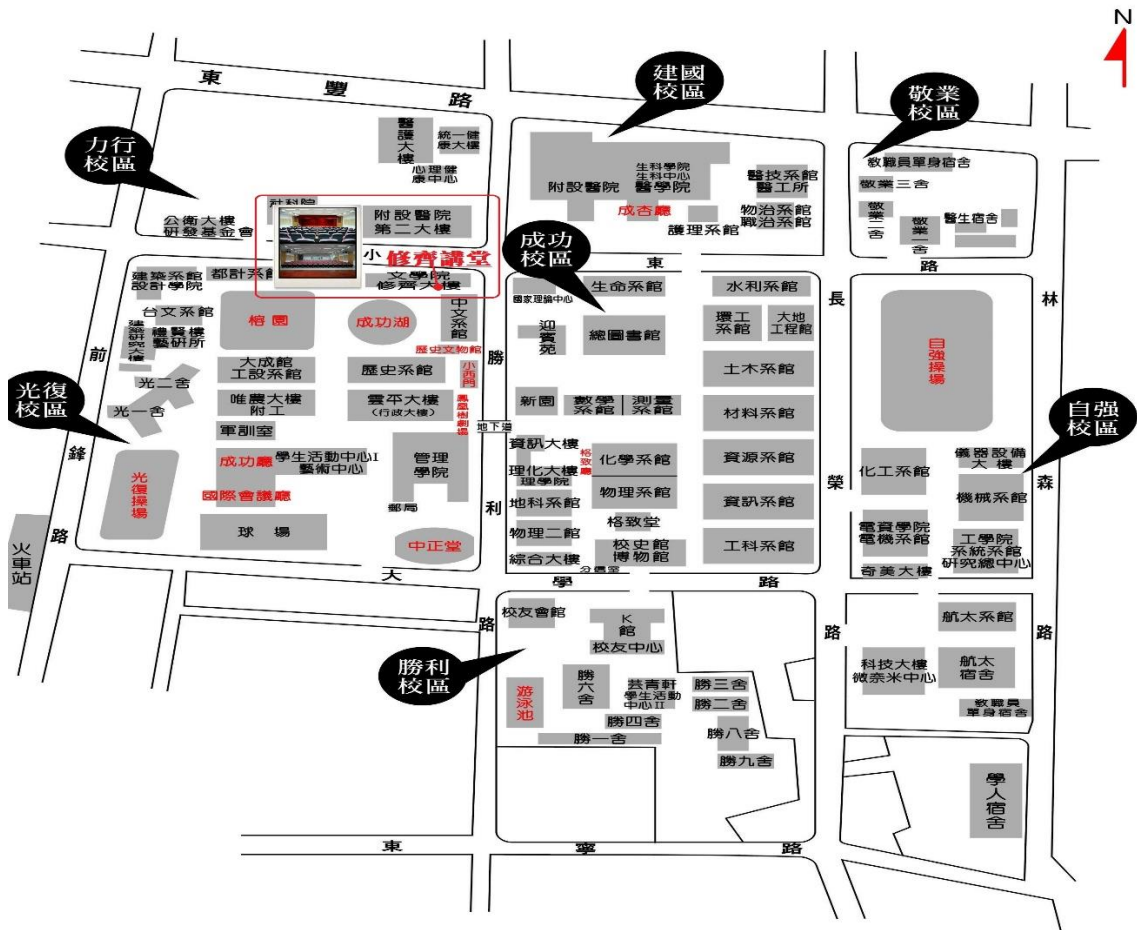 N
東豐路
建國
校區
敬業
校區
力行
校區
醫護大樓
統一健
康大樓
心理健
康中心
社科院
公衛大樓
研發基金會
附設醫院
第二大樓
附設醫院
生科學院
生科中心
醫學院
成杏廳
護理系館
醫技系館
醫工所
物治系館
職治系館
教職員單身宿舍
敬業三舍
敬業二舍
敬業一舍
醫生宿舍
小東路
修齊講堂
成功
校區
建築系館
設計學院
都計系館
文學院
修齊大樓
中文系館
台文系館
建築研究大樓
禮賢樓
藝研所
榕園
成功湖
歷史文物館
小西門
大成館
工設系館
歷史系館
光二舍
光一舍
唯農大樓
附工
雲平大樓
(行政大樓)
鳳凰樹劇場
地下道
軍訓室
成功廳
學生活動中心I
藝術中心
管理
學院
國際會議廳
郵局
球場
中正堂
光復
校區
光復操場
前鋒路
火車站
勝利路
國家理論中心
生命系館
水利系館
迎賓苑
總圖書館
環工
系館
大地
工程館
土木系館
新園
數學
系館
測量
系館
材料系館
資訊大樓
格致廳
化學系館
理化大樓
理學院
資源系館
地科系館
物理系館
資訊系館
格致堂
物理二館
校史館
博物館
工科系館
綜合大樓
分信室
大學路
長榮路
林森路
自強操場
自强
校區
化工系館
儀器設備
大樓
機械系館
電資學院
電機系館
工學院
系統系館
研究總中心
奇美大樓
校友會館
K
館
校友中心
勝利
校區
游泳池
勝六舍
芸青軒
學生活動
中心II
勝三舍
勝二舍
勝四舍
勝一舍
勝八舍
勝九舍
航太系館
科技大樓
微奈米中心
航太
宿舍
教職員
單身宿舍
學人宿舍
東寧路